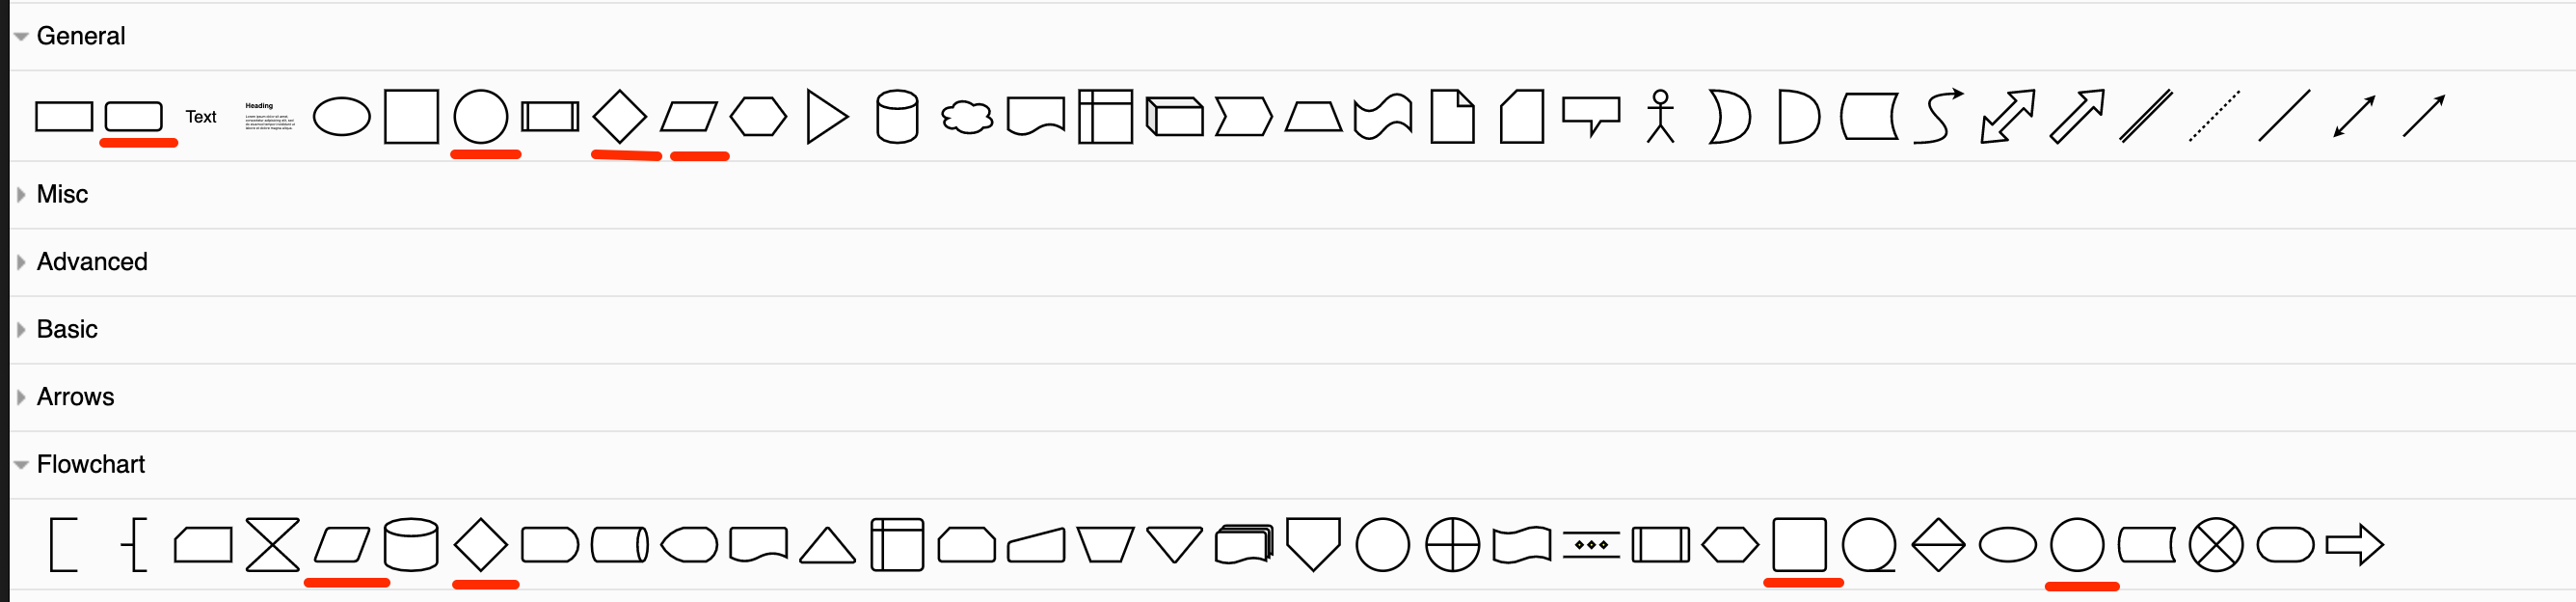 General
Text
Heading
Misc
Advanced
Basic
Arrows
Flowchart